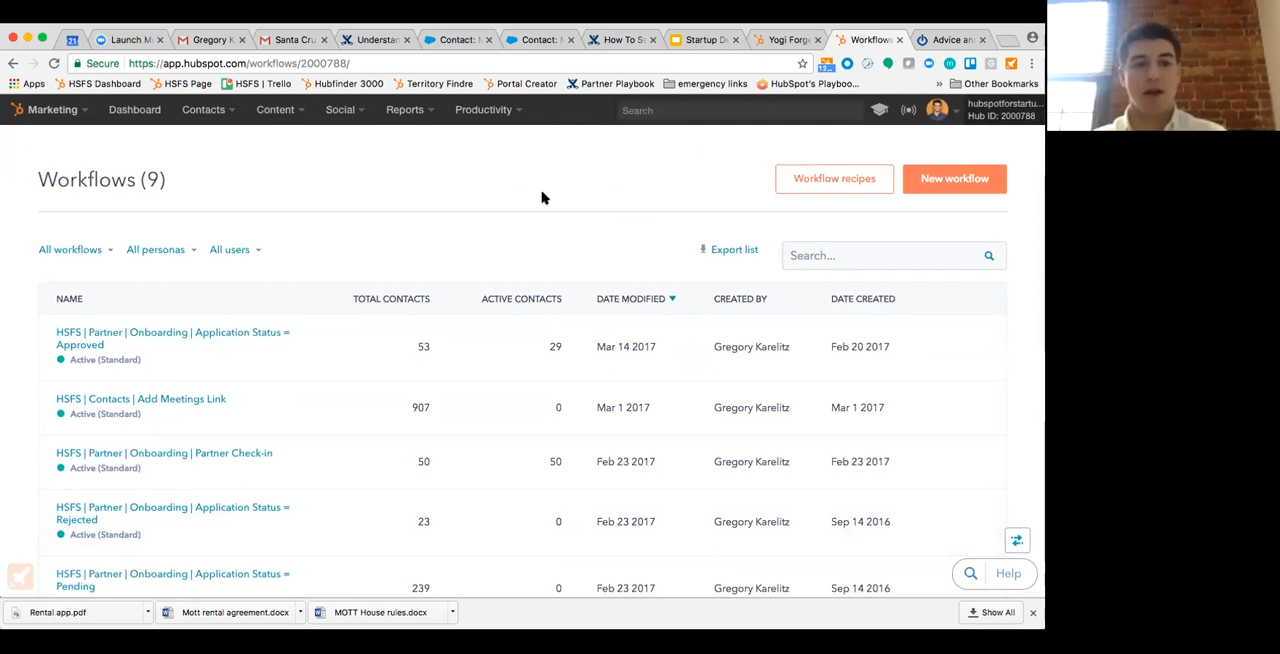 21 Launch M Gregory K Santa Cru Understan Contact: M Contact: M How To Se Startup D Yogi Forge Workflows Advice an
Secure https://app.hubspot.com/workflows/2000788/
Apps HSFS Dashboard HSFS Page HSFS | Trello Hubfinder 3000 Territory Findre Portal Creator Partner Playbook emergency links HubSpot's Playboo... » Other Bookmarks
Marketing Dashboard Contacts Content Social Reports Productivity Search hubspotforstartu...
Hub ID: 2000788
Workflows (9) Workflow recipes New workflow
All workflows All personas All users Export list Search...
NAME TOTAL CONTACTS ACTIVE CONTACTS DATE MODIFIED CREATED BY DATE CREATED
HSFS | Partner | Onboarding | Application Status =
Approved 53 29 Mar 14 2017 Gregory Karelitz Feb 20 2017
Active (Standard)
HSFS | Contacts | Add Meetings Link 907 0 Mar 1 2017 Gregory Karelitz Mar 1 2017
Active (Standard)
HSFS | Partner | Onboarding | Partner Check-in 50 50 Feb 23 2017 Gregory Karelitz Feb 23 2017
Active (Standard)
HSFS | Partner | Onboarding | Application Status =
Rejected 23 0 Feb 23 2017 Gregory Karelitz Sep 14 2016
Active (Standard)
HSFS | Partner | Onboarding | Application Status =
Pending 239 0 Feb 23 2017 Gregory Karelitz Sep 14 2016
Help
Rental app.pdf Mott rental agreement.docx MOTT House rules.docx Show All